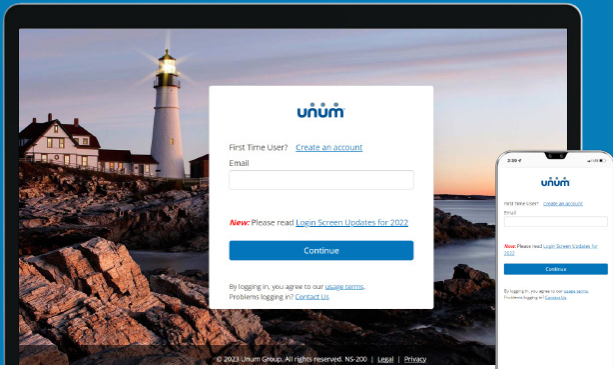 unum
First Time User? Create an account
Email
New: Please read Login Screen Updates for 2022
Continue
By logging in, you agree to our usage terms.
Problems logging in? Contact Us
© 2023 Unum Group. All rights reserved. NS-200 | Legal | Privacy
2:39
unum
First Time User? Create an account
Email
New: Please read Login Screen Updates for
2022
Continue
By logging in, you agree to our usage terms.
Problems logging in? Contact Us